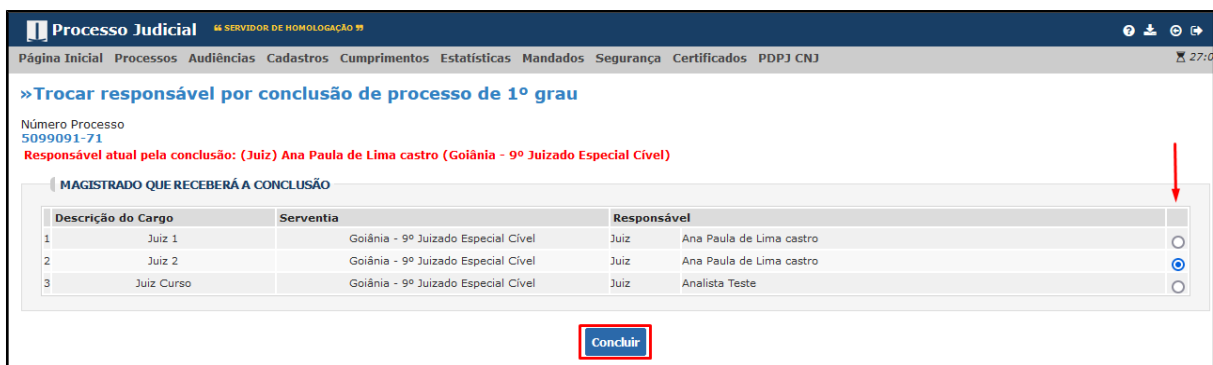 Processo Judicial “ SERVIDOR DE HOMOLOGAÇÃO ”
Página Inicial Processos Audiências Cadastros Cumprimentos Estatísticas Mandados Segurança Certificados PDPJ CNJ 27:0
»Trocar responsável por conclusão de processo de 1º grau
Número Processo
5099091-71
Responsável atual pela conclusão: (Juiz) Ana Paula de Lima castro (Goiânia - 9º Juizado Especial Cível)
MAGISTRADO QUE RECEBERÁ A CONCLUSÃO
Descrição do Cargo Serventia Responsável
1 Juiz 1 Goiânia - 9º Juizado Especial Cível Juiz Ana Paula de Lima castro
2 Juiz 2 Goiânia - 9º Juizado Especial Cível Juiz Ana Paula de Lima castro
3 Juiz Curso Goiânia - 9º Juizado Especial Cível Juiz Analista Teste
Concluir